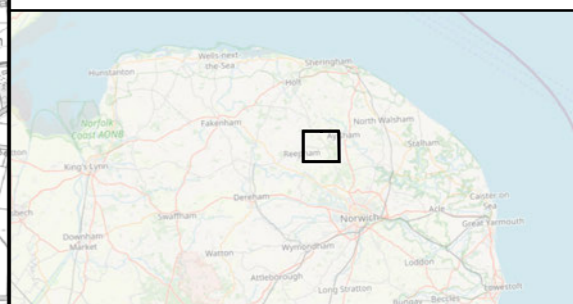 Wells-next
the-Sea
Sheringham
Hunstanton
Holt
Norfolk
Coast AONB
Fakenham
North Walsham
Aylsham
Stalham
Reepham
King's Lynn
Dereham
Caister on
Sea
Acle
Great Yarmouth
Norwich
Swaffham
Downham
Market
Watton
Wymondham
Loddon
Attleborough
Long Stratton
Bungay
Beccles
Lowestoft